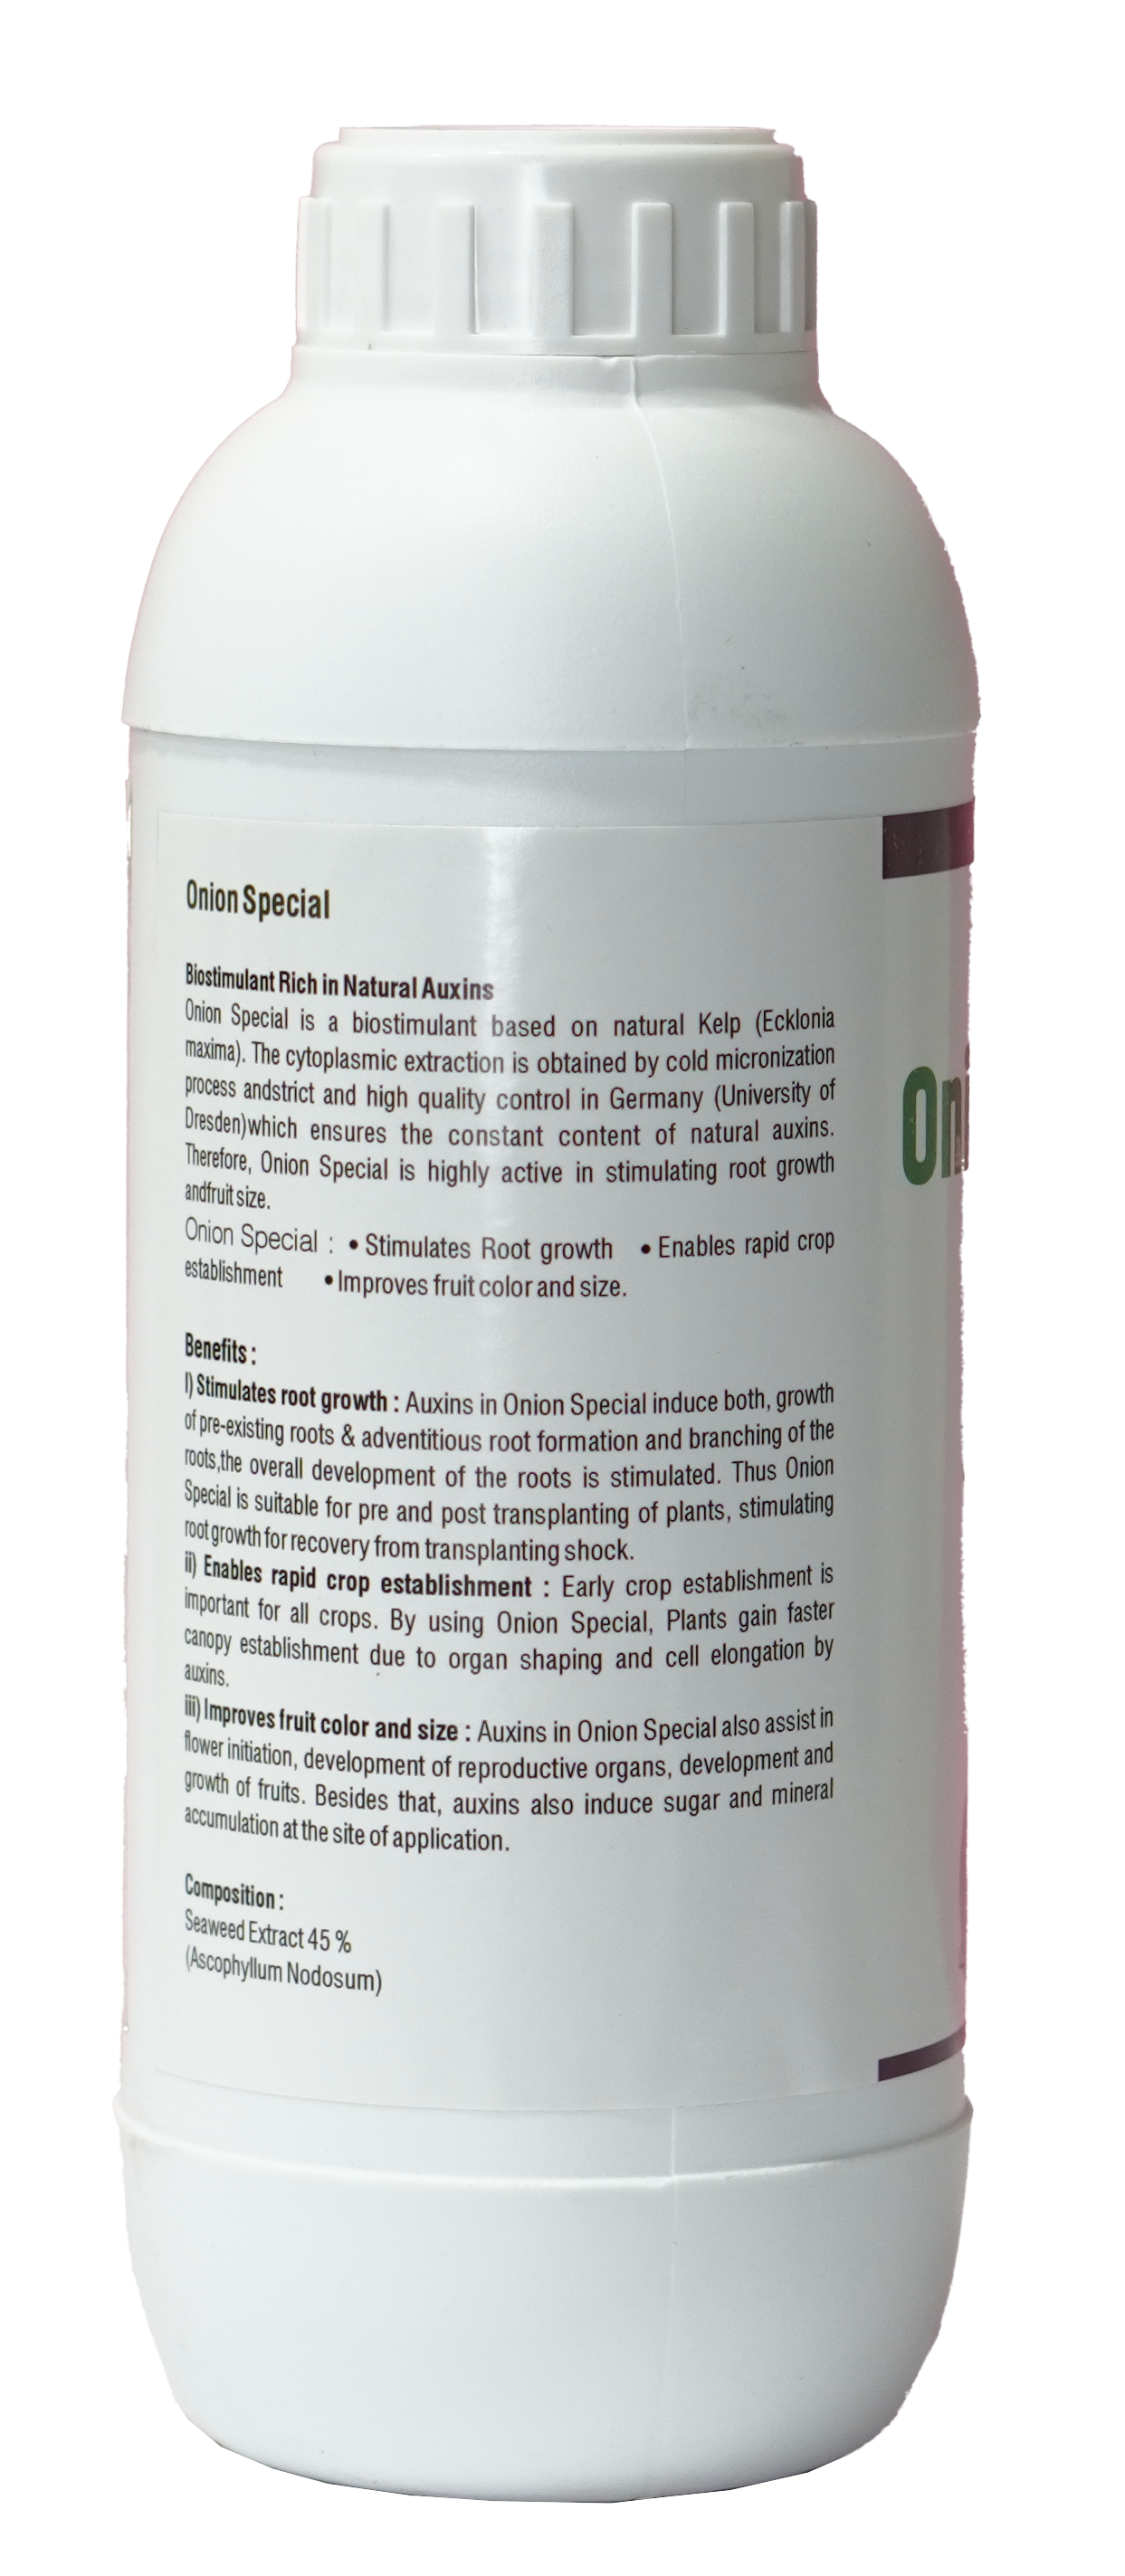 Onion Special
Biostimulant Rich in Natural Auxins
Onion Special is a biostimulant based on natural Kelp (Ecklonia
maxima). The cytoplasmic extraction is obtained by cold micronization
process andstrict and high quality control in Germany (University of
Dresden)which ensures the constant content of natural auxins.
Therefore, Onion Special is highly active in stimulating root growth
andfruit size.
Onion Special : • Stimulates Root growth • Enables rapid crop
establishment • Improves fruit color and size.
Benefits :
I) Stimulates root growth : Auxins in Onion Special induce both, growth
of pre-existing roots & adventitious root formation and branching of the
roots,the overall development of the roots is stimulated. Thus Onion
Special is suitable for pre and post transplanting of plants, stimulating
root growth for recovery from transplanting shock.
ii) Enables rapid crop establishment : Early crop establishment is
important for all crops. By using Onion Special, Plants gain faster
canopy establishment due to organ shaping and cell elongation by
auxins.
iii) Improves fruit color and size : Auxins in Onion Special also assist in
flower initiation, development of reproductive organs, development and
growth of fruits. Besides that, auxins also induce sugar and mineral
accumulation at the site of application.
Composition :
Seaweed Extract 45 %
(Ascophyllum Nodosum)
Oni